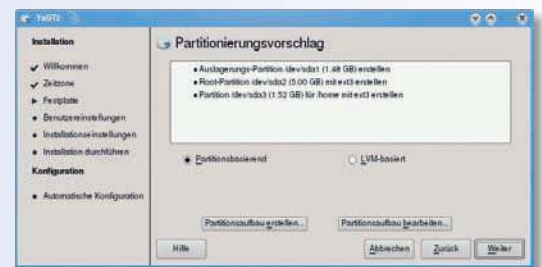 YaST2
Installation
Willkommen
Zeitzone
Festplatte
Benutzereinstellungen
Installationseinstellungen
Installation durchführen
Konfiguration
Automatische Konfiguration
Partitionierungsvorschlag
Auslagerungs-Partition /dev/sda1 (1.48 GB) erstellen
Root-Partition /dev/sda2 (5.00 GB) mit ext3 erstellen
Partition /dev/sda3 (1.52 GB) für /home mit ext3 erstellen
Partitionsbasierend
LVM-basiert
Partitionsaufbau erstellen...
Partitionsaufbau bearbeiten...
Hilfe
Abbrechen
Zurück
Weiter